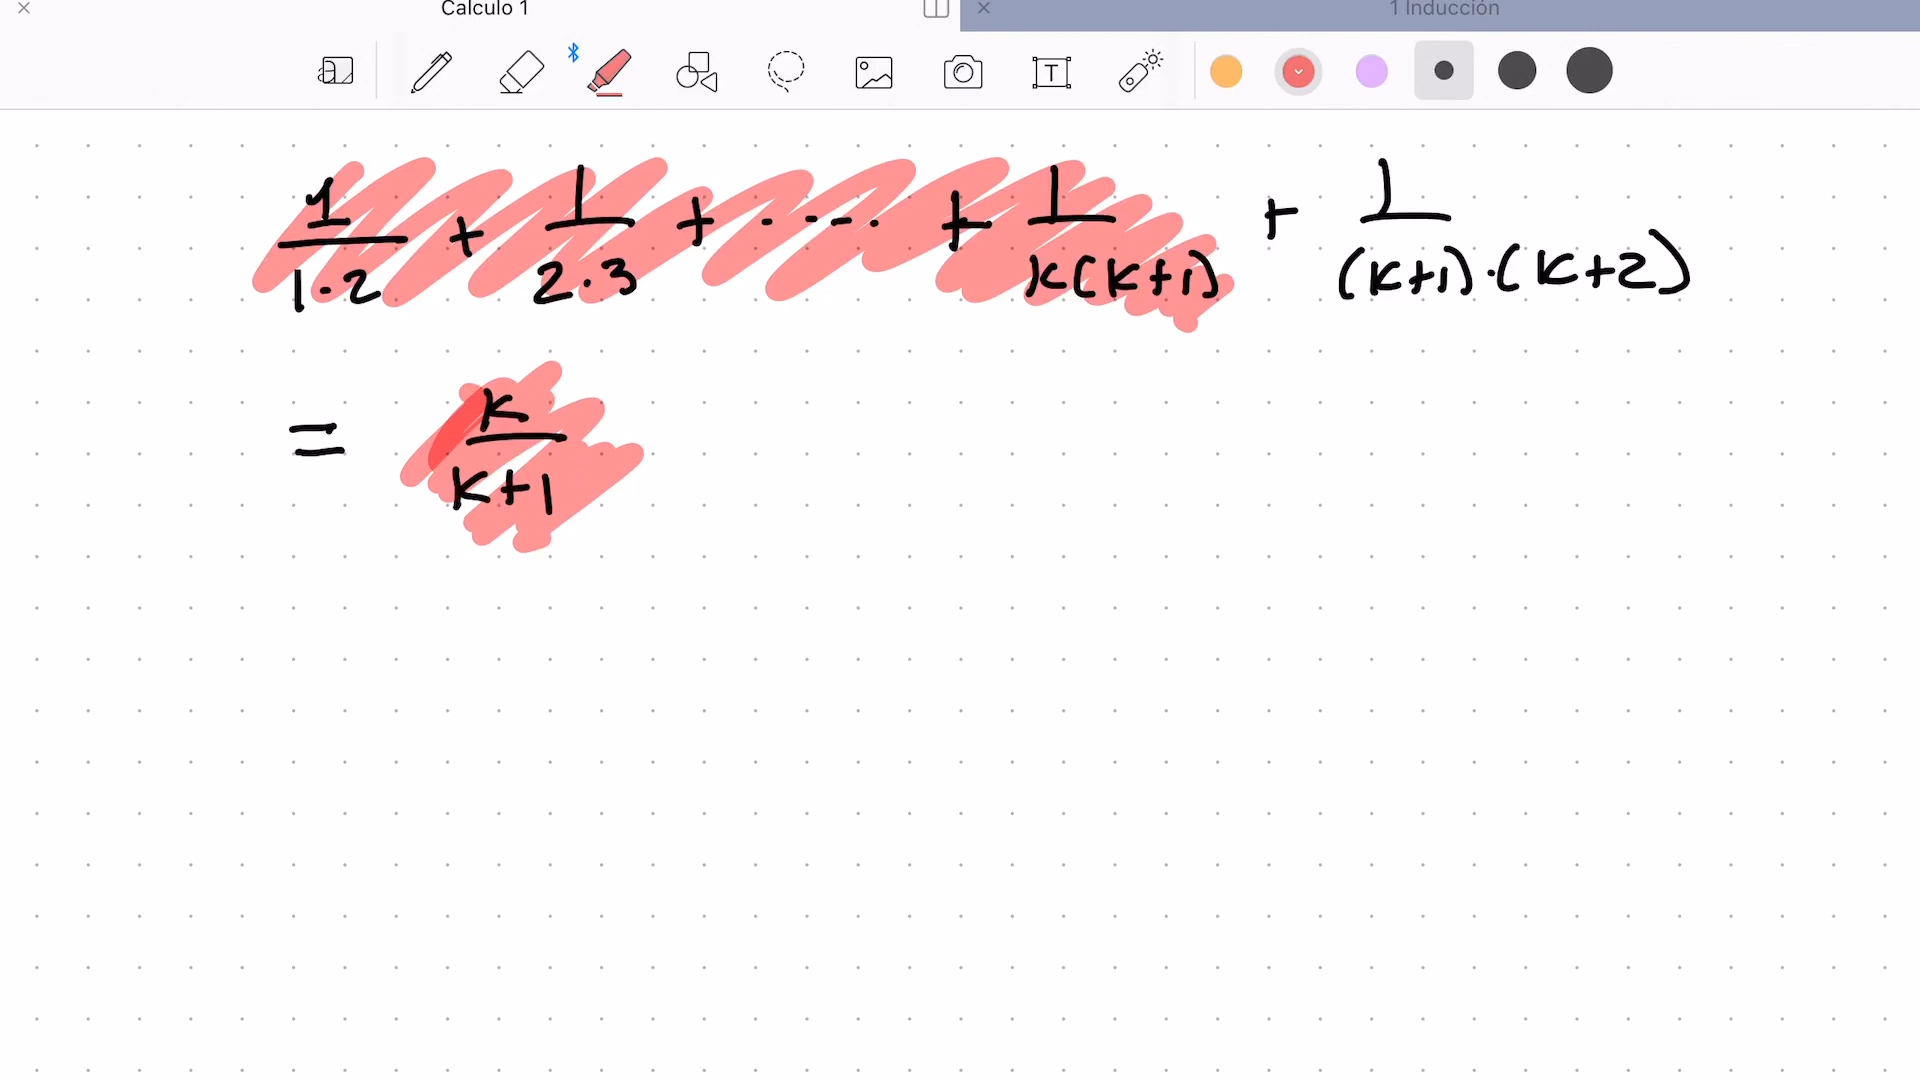 Calculo 1 1 Inducción
1/(1·2) + 1/(2·3) + ···· + 1/(k(k+1)) + 1/((k+1)·(k+2))
= k/(k+1)